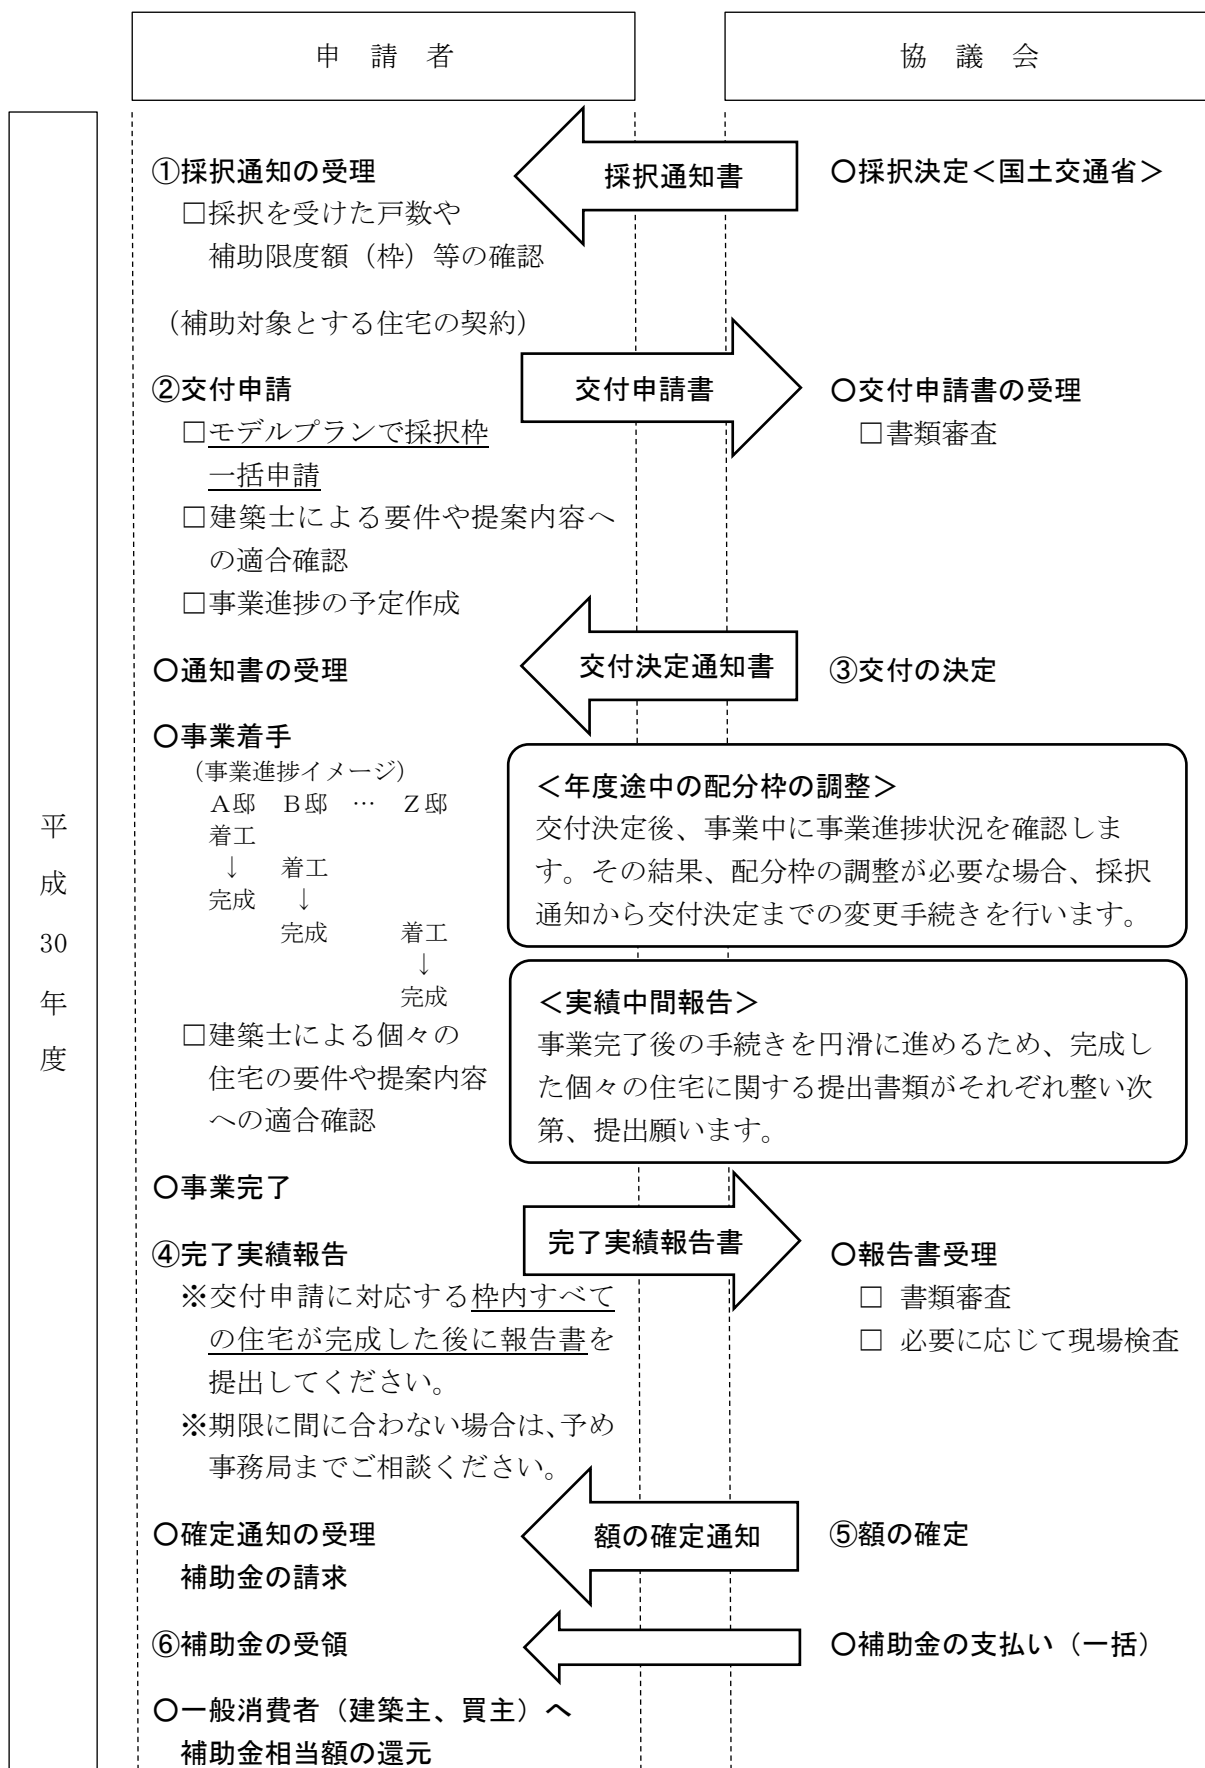 申　請　者
協　議　会
平
成
30
年
度
①採択通知の受理
採択通知書
○採択決定＜国土交通省＞
□採択を受けた戸数や
補助限度額（枠）等の確認
（補助対象とする住宅の契約）
②交付申請
交付申請書
○交付申請書の受理
□モデルプランで採択枠
一括申請
□書類審査
□建築士による要件や提案内容へ
の適合確認
□事業進捗の予定作成
○通知書の受理
交付決定通知書
③交付の決定
○事業着手
（事業進捗イメージ）
Ａ邸　Ｂ邸　…　Ｚ邸
着工
↓　着工
完成　↓
完成　着工
↓
完成
□建築士による個々の
住宅の要件や提案内容
への適合確認
＜年度途中の配分枠の調整＞
交付決定後、事業中に事業進捗状況を確認しま
す。その結果、配分枠の調整が必要な場合、採択
通知から交付決定までの変更手続きを行います。
＜実績中間報告＞
事業完了後の手続きを円滑に進めるため、完成し
た個々の住宅に関する提出書類がそれぞれ整い次
第、提出願います。
○事業完了
④完了実績報告
完了実績報告書
○報告書受理
※交付申請に対応する枠内すべて
の住宅が完成した後に報告書を
提出してください。
※期限に間に合わない場合は、予め
事務局までご相談ください。
□ 書類審査
□ 必要に応じて現場検査
○確定通知の受理
補助金の請求
額の確定通知
⑤額の確定
⑥補助金の受領
○補助金の支払い（一括）
○一般消費者（建築主、買主）へ
補助金相当額の還元